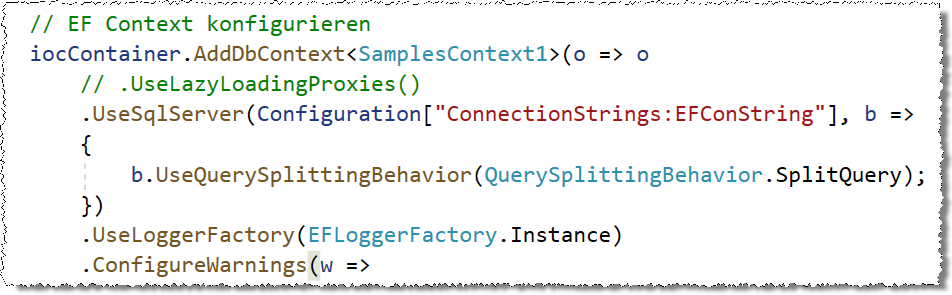 // EF Context konfigurieren
iocContainer.AddDbContext<SamplesContext1>(o => o
// .UseLazyLoadingProxies()
.UseSqlServer(Configuration["ConnectionStrings:EFConString"], b =>
{
b.UseQuerySplittingBehavior(QuerySplittingBehavior.SplitQuery);
})
.UseLoggerFactory(EFLoggerFactory.Instance)
.ConfigureWarnings(w =>